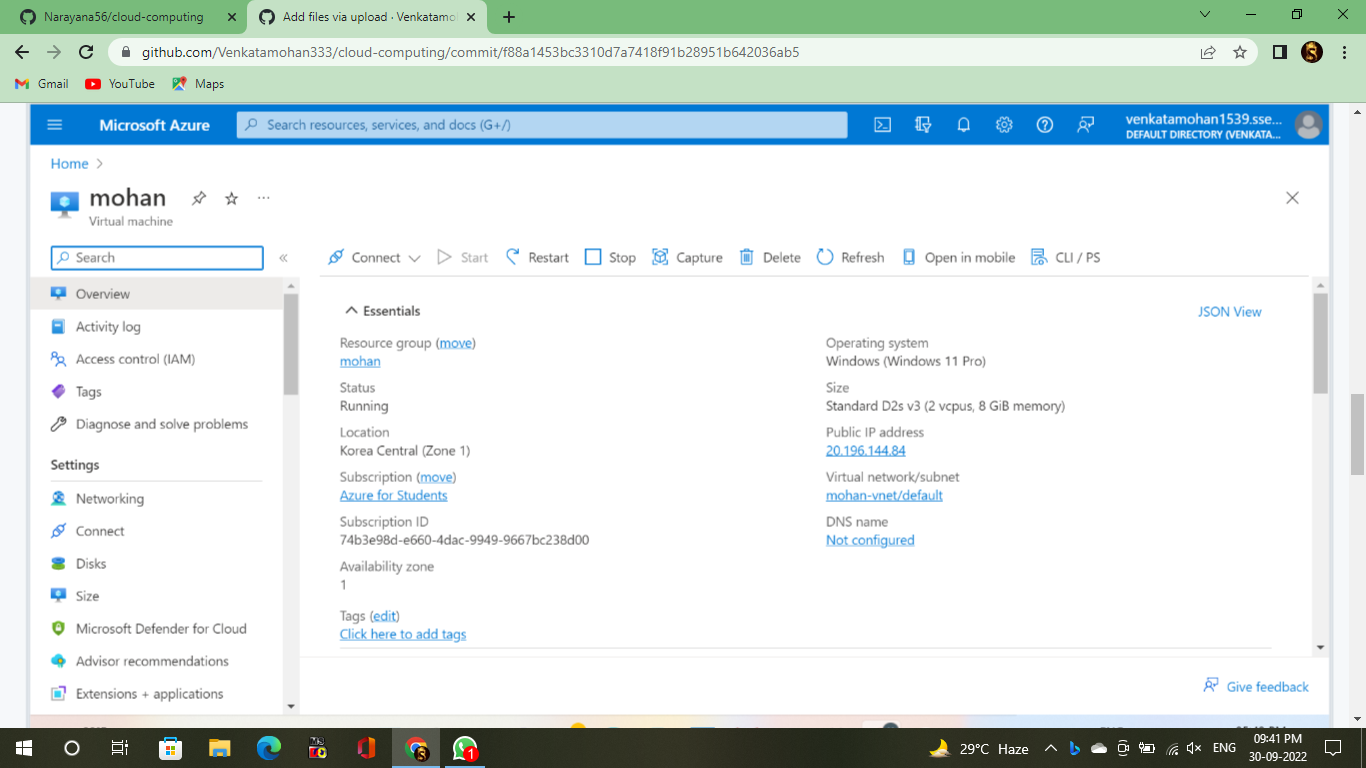 Narayana56/cloud-computing
Add files via upload · Venkatamoh
github.com/Venkatamohan333/cloud-computing/commit/f88a1453bc3310d7a7418f91b28951b642036ab5
Gmail
YouTube
Maps
Microsoft Azure
Search resources, services, and docs (G+/)
venkatamohan1539.sse...
DEFAULT DIRECTORY (VENKATA...
Home
mohan
Virtual machine
Search
Connect
Start
Restart
Stop
Capture
Delete
Refresh
Open in mobile
CLI / PS
Overview
Activity log
Access control (IAM)
Tags
Diagnose and solve problems
Settings
Networking
Connect
Disks
Size
Microsoft Defender for Cloud
Advisor recommendations
Extensions + applications
Essentials
JSON View
Resource group (move)
mohan
Status
Running
Location
Korea Central (Zone 1)
Subscription (move)
Azure for Students
Subscription ID
74b3e98d-e660-4dac-9949-9667bc238d00
Availability zone
1
Tags (edit)
Click here to add tags
Operating system
Windows (Windows 11 Pro)
Size
Standard D2s v3 (2 vcpus, 8 GiB memory)
Public IP address
20.196.144.84
Virtual network/subnet
mohan-vnet/default
DNS name
Not configured
Give feedback
1
29°C Haze
ENG
09:41 PM
30-09-2022